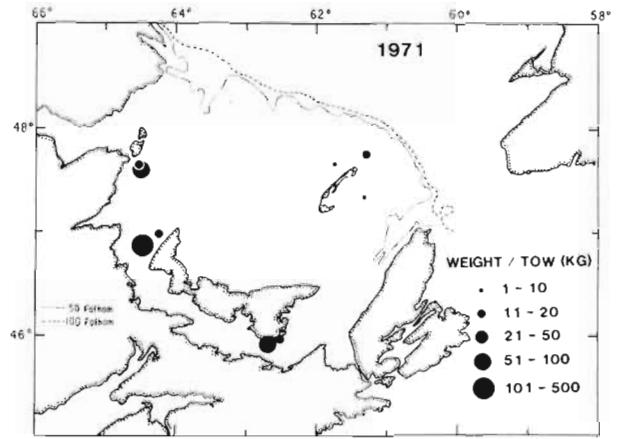 66° 64° 62° 60° 58°
1971
48°
WEIGHT / TOW (KG)
1 - 10
11 - 20
50 Fathom
21 - 50
100 Fathom
46°
51 - 100
101 - 500